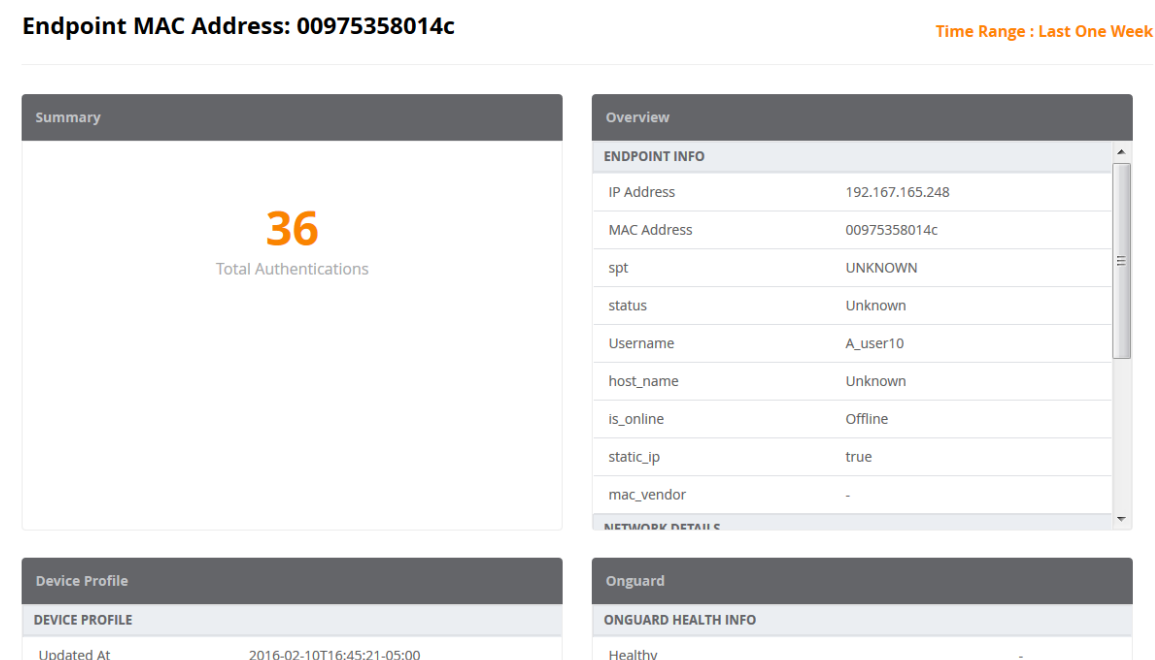 Endpoint MAC Address: 00975358014c
Time Range : Last One Week
Summary
36
Total Authentications
Overview
ENDPOINT INFO
IP Address 192.167.165.248
MAC Address 00975358014c
spt UNKNOWN
status Unknown
Username A_user10
host_name Unknown
is_online Offline
static_ip true
mac_vendor -
NETWORK DETAILS
Device Profile
DEVICE PROFILE
Updated At 2016-02-10T16:45:21-05:00
Onguard
ONGUARD HEALTH INFO
Healthy -